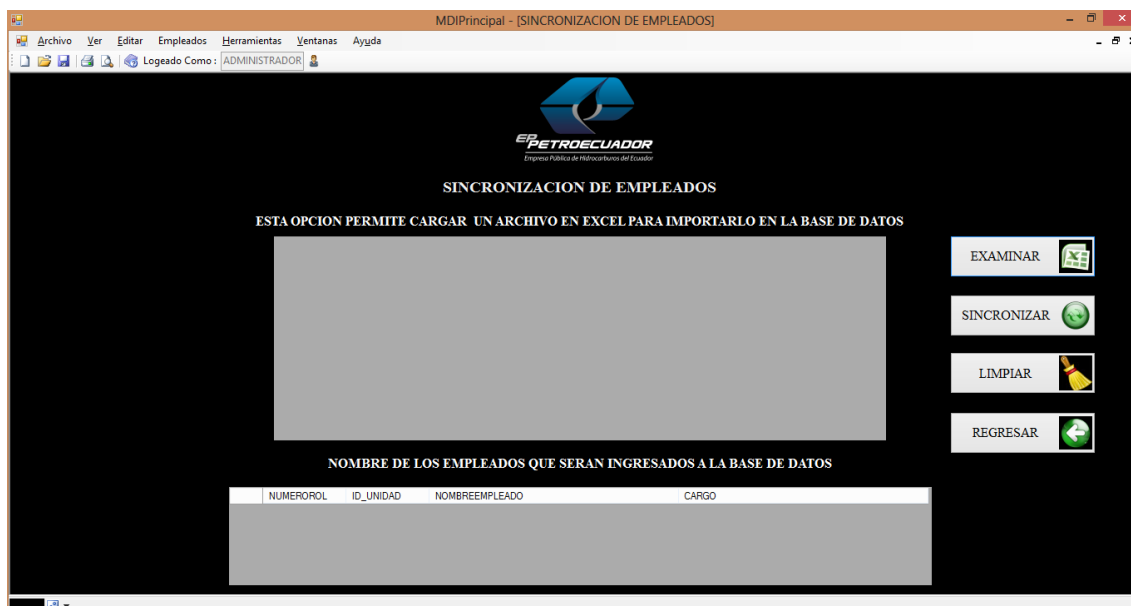 MDIPrincipal - [SINCRONIZACION DE EMPLEADOS]
Archivo Ver Editar Empleados Herramientas Ventanas Ayuda
Logeado Como : ADMINISTRADOR
EP PETROECUADOR
Empresa Pública de Hidrocarburos del Ecuador
SINCRONIZACION DE EMPLEADOS
ESTA OPCION PERMITE CARGAR UN ARCHIVO EN EXCEL PARA IMPORTARLO EN LA BASE DE DATOS
EXAMINAR
SINCRONIZAR
LIMPIAR
REGRESAR
NOMBRE DE LOS EMPLEADOS QUE SERAN INGRESADOS A LA BASE DE DATOS
NUMEROROL ID_UNIDAD NOMBREEMPLEADO CARGO